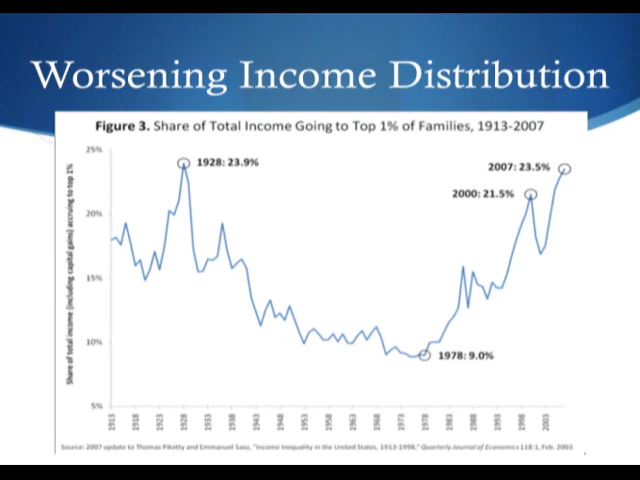 Worsening Income Distribution
Figure 3. Share of Total Income Going to Top 1% of Families, 1913-2007
Share of total income (including capital gains) accruing to top 1%
25%
20%
15%
10%
5%
1928: 23.9%
2007: 23.5%
2000: 21.5%
1978: 9.0%
1913 1918 1923 1928 1933 1938 1943 1948 1953 1958 1963 1968 1973 1978 1983 1988 1993 1998 2003
Source: 2007 update to Thomas Piketty and Emmanuel Saez, "Income Inequality in the United States, 1913-1998," Quarterly Journal of Economics 118:1, Feb. 2003.